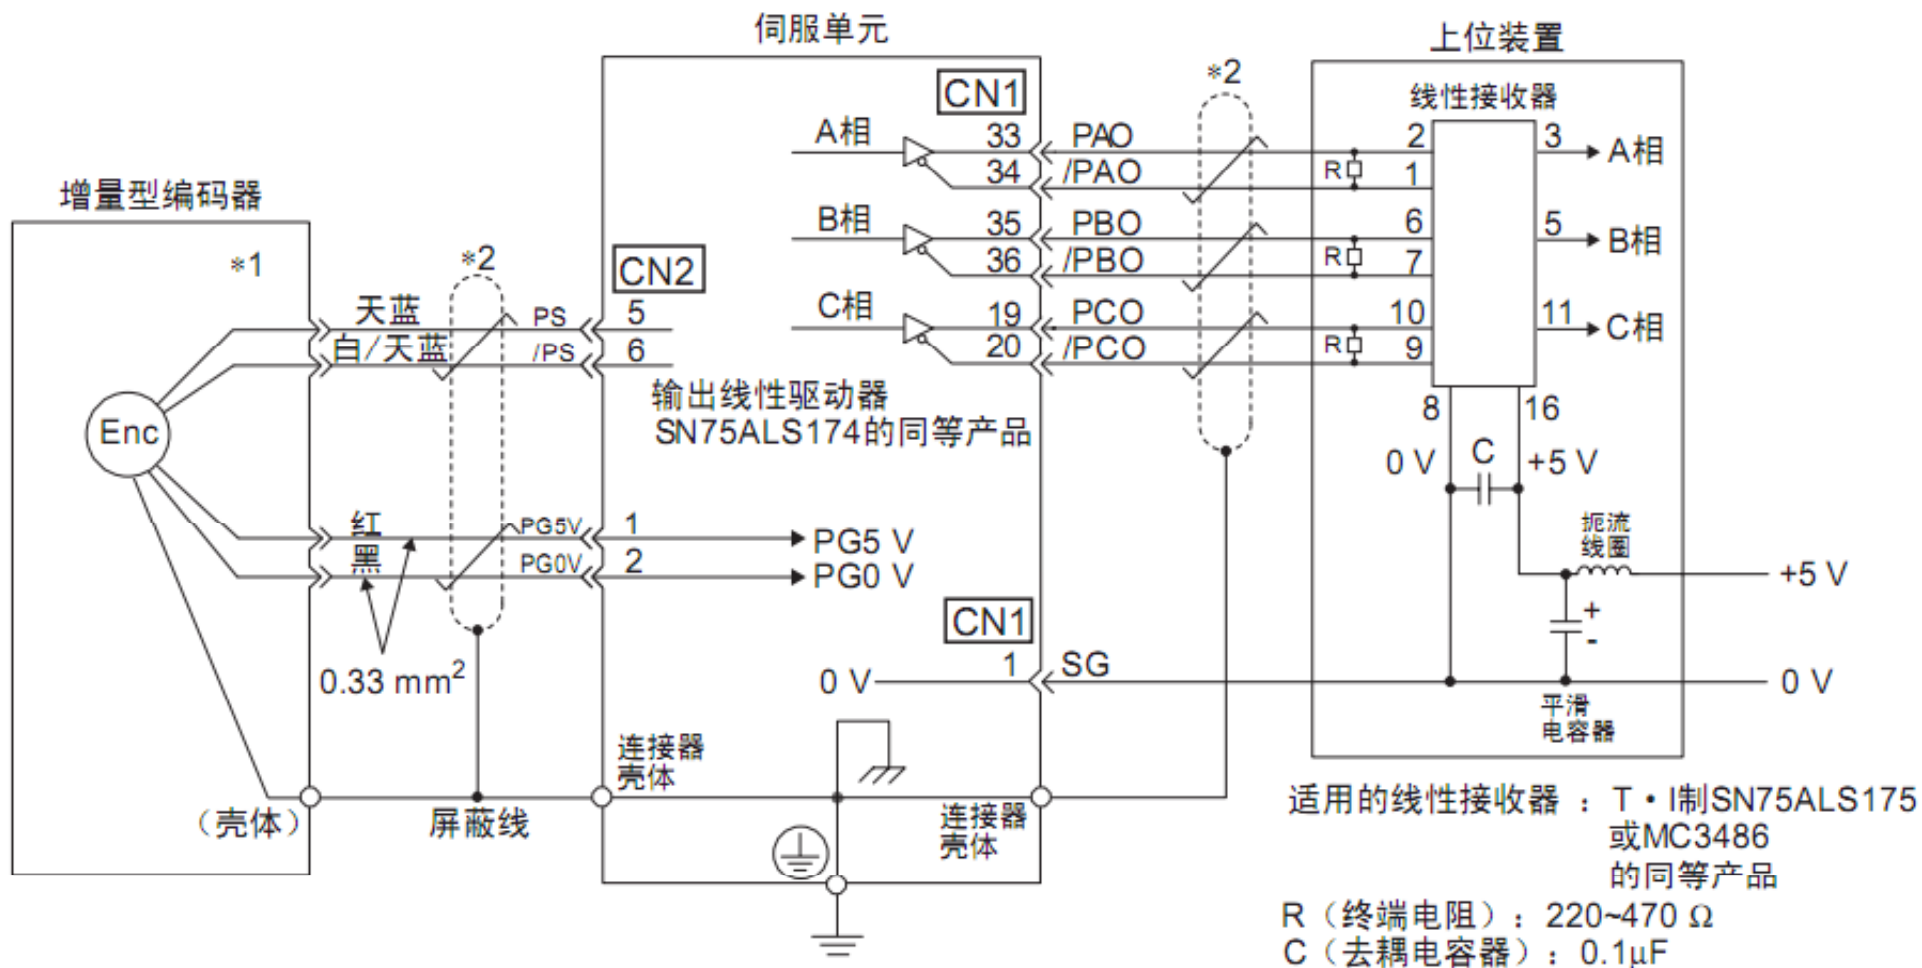 伺服单元
上位装置
增量型编码器
*1
*2
天蓝
白/天蓝
PS
/PS
Enc
红
黑
PG5V
PG0V
0.33 mm²
(壳体)
屏蔽线
CN2
5
6
1
2
PG5 V
PG0 V
输出线性驱动器
SN75ALS174的同等产品
CN1
A相
33
PAO
34
/PAO
B相
35
PBO
36
/PBO
C相
19
PCO
20
/PCO
*2
CN1
0 V
1
SG
连接器
壳体
连接器
壳体
线性接收器
R
2
1
3
A相
R
6
7
5
B相
R
10
9
11
C相
8
16
0 V
C
+5 V
扼流
线圈
+5 V
+
-
0 V
平滑
电容器
适用的线性接收器 : T・I制SN75ALS175
或MC3486
的同等产品
R(终端电阻): 220~470 Ω
C(去耦电容器): 0.1μF